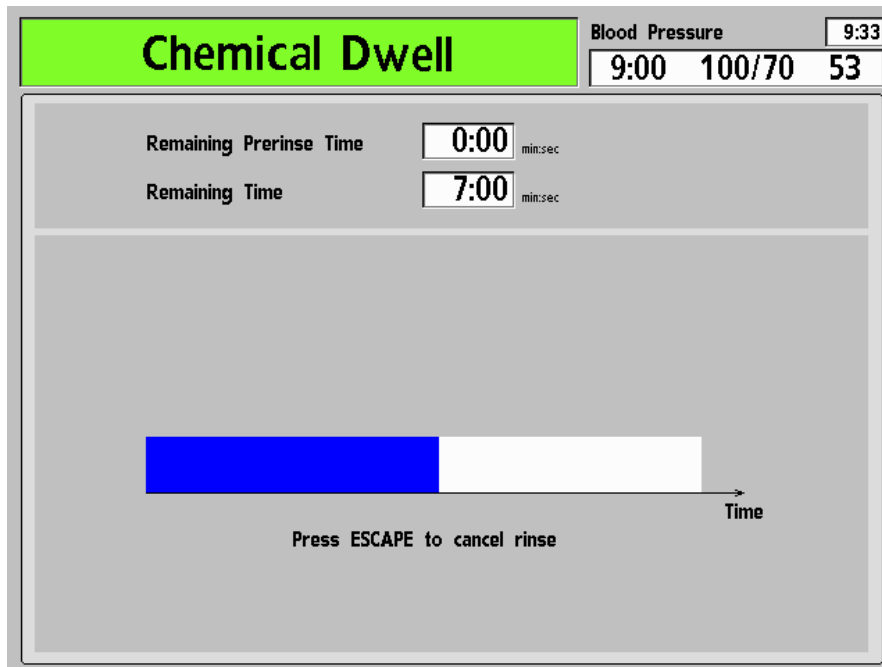 Chemical Dwell
Blood Pressure 9:33
9:00 100/70 53
Remaining Prerinse Time 0:00 min:sec
Remaining Time 7:00 min:sec
Time
Press ESCAPE to cancel rinse